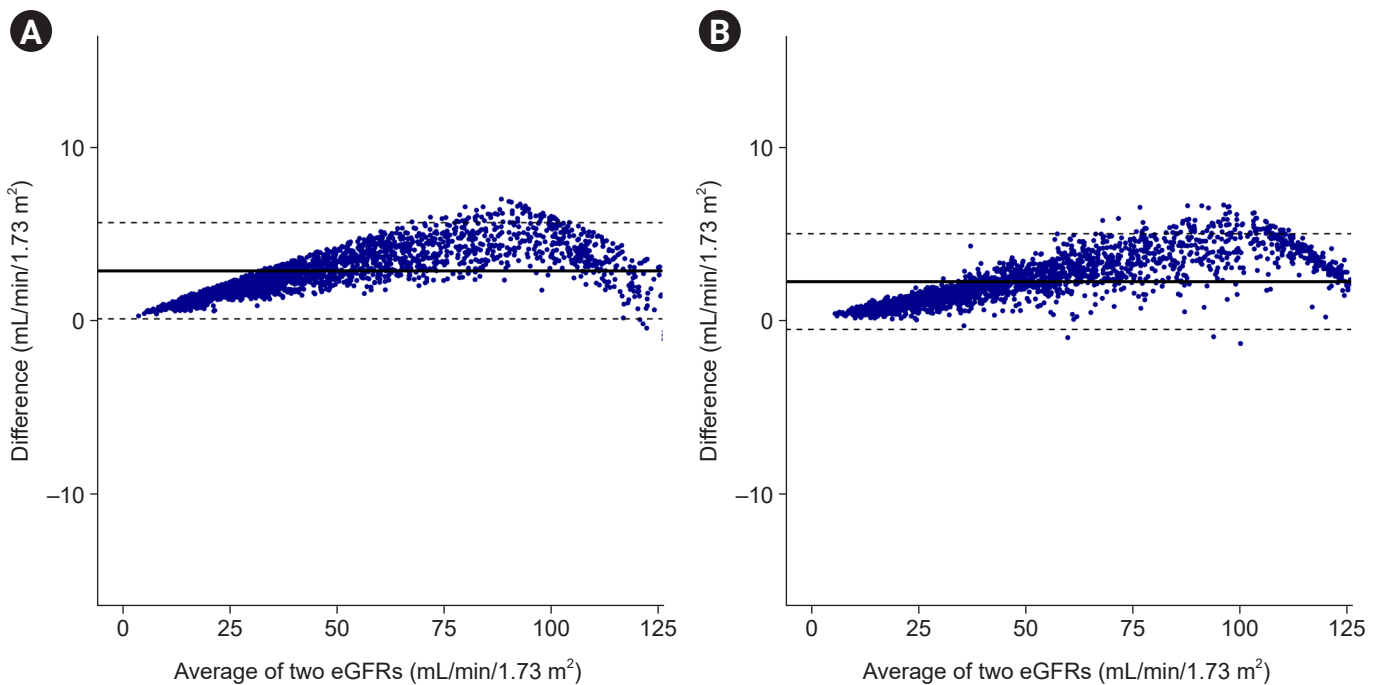 A
10
0
–10
Difference (mL/min/1.73 m²)
0 25 50 75 100 125
Average of two eGFRs (mL/min/1.73 m²)
B
10
0
–10
Difference (mL/min/1.73 m²)
0 25 50 75 100 125
Average of two eGFRs (mL/min/1.73 m²)